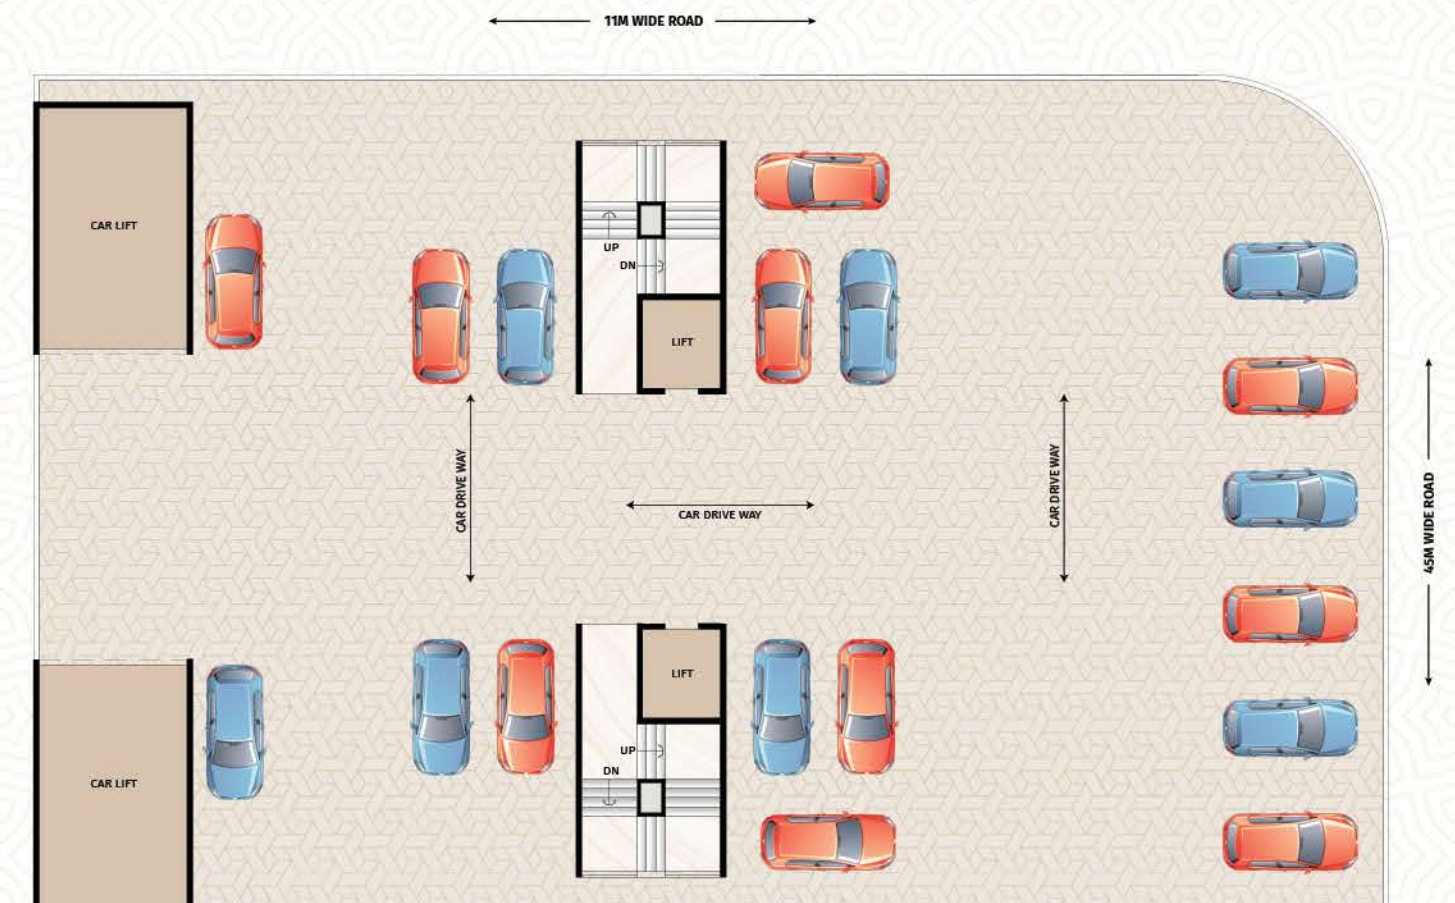 11M WIDE ROAD
CAR LIFT
UP
DN
LIFT
CAR DRIVE WAY
CAR DRIVE WAY
CAR DRIVE WAY
45M WIDE ROAD
LIFT
UP
DN
CAR LIFT